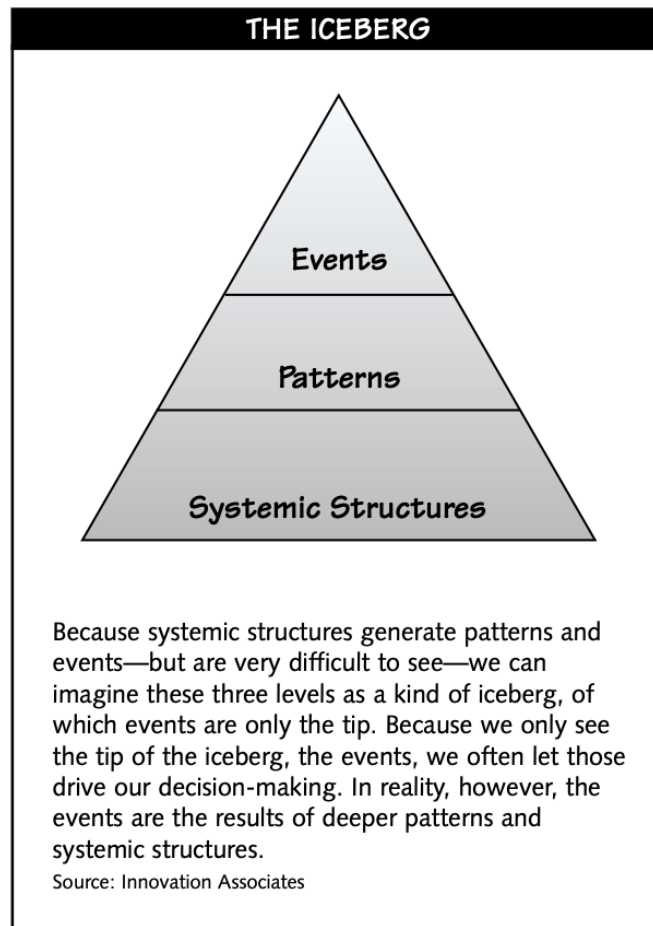 THE ICEBERG
Events
Patterns
Systemic Structures
Because systemic structures generate patterns and
events—but are very difficult to see—we can
imagine these three levels as a kind of iceberg, of
which events are only the tip. Because we only see
the tip of the iceberg, the events, we often let those
drive our decision-making. In reality, however, the
events are the results of deeper patterns and
systemic structures.
Source: Innovation Associates